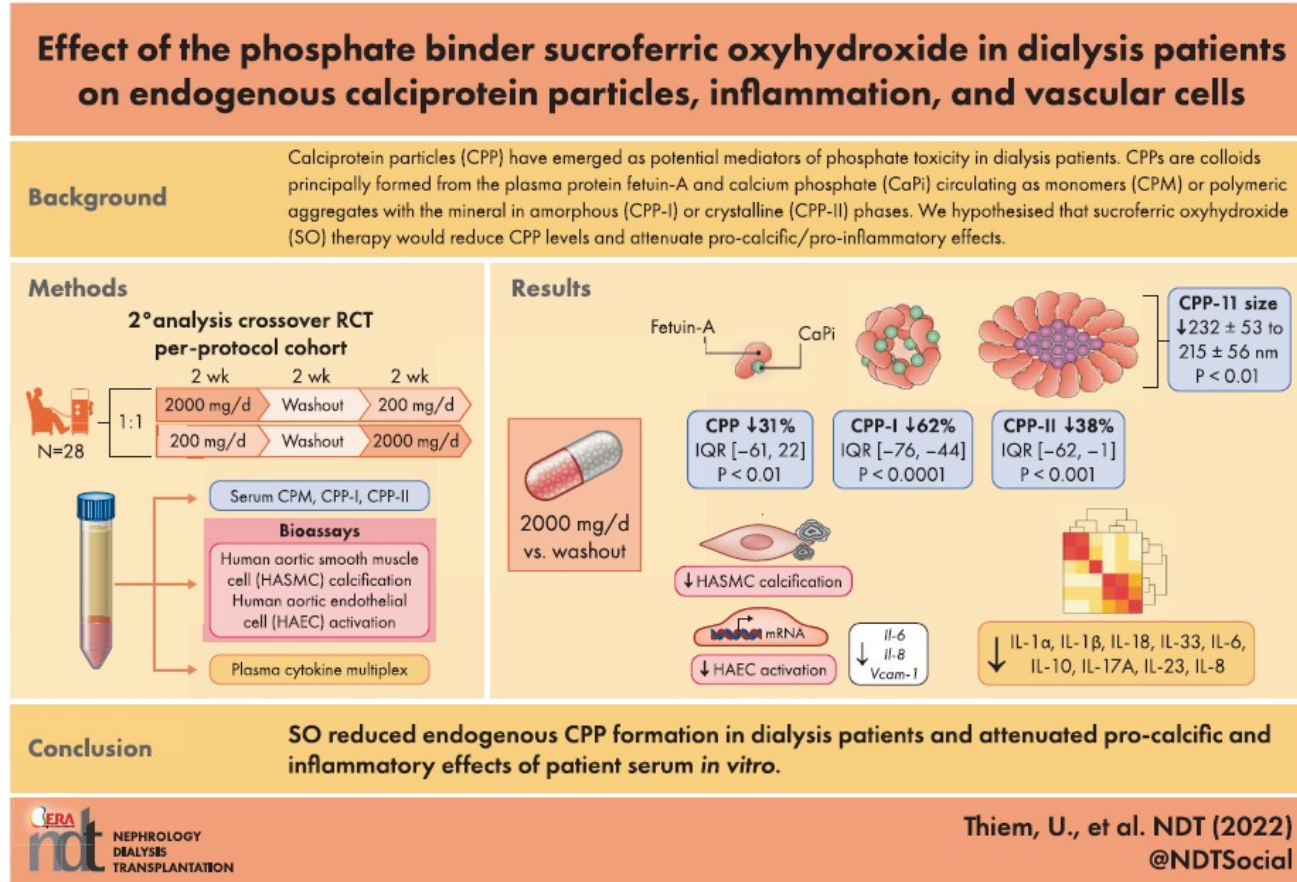 Effect of the phosphate binder sucroferric oxyhydroxide in dialysis patients
on endogenous calciprotein particles, inflammation, and vascular cells
Background
Calciprotein particles (CPP) have emerged as potential mediators of phosphate toxicity in dialysis patients. CPPs are colloids
principally formed from the plasma protein fetuin-A and calcium phosphate (CaPi) circulating as monomers (CPM) or polymeric
aggregates with the mineral in amorphous (CPP-I) or crystalline (CPP-II) phases. We hypothesised that sucroferric oxyhydroxide
(SO) therapy would reduce CPP levels and attenuate pro-calcific/pro-inflammatory effects.
Methods
2°analysis crossover RCT
per-protocol cohort
2 wk 2 wk 2 wk
1:1
2000 mg/d Washout 200 mg/d
200 mg/d Washout 2000 mg/d
N=28
Serum CPM, CPP-I, CPP-II
Bioassays
Human aortic smooth muscle
cell (HASMC) calcification
Human aortic endothelial
cell (HAEC) activation
Plasma cytokine multiplex
Results
Fetuin-A
CaPi
CPP-11 size
↓232 ± 53 to
215 ± 56 nm
P < 0.01
CPP ↓31%
IQR [−61, 22]
P < 0.01
CPP-I ↓62%
IQR [−76, −44]
P < 0.0001
CPP-II ↓38%
IQR [−62, −1]
P < 0.001
2000 mg/d
vs. washout
↓ HASMC calcification
mRNA
↓ HAEC activation
↓
Il-6
Il-8
Vcam-1
↓ IL-1α, IL-1β, IL-18, IL-33, IL-6,
IL-10, IL-17A, IL-23, IL-8
Conclusion
SO reduced endogenous CPP formation in dialysis patients and attenuated pro-calcific and
inflammatory effects of patient serum in vitro.
ERA
ndt
NEPHROLOGY
DIALYSIS
TRANSPLANTATION
Thiem, U., et al. NDT (2022)
@NDTSocial